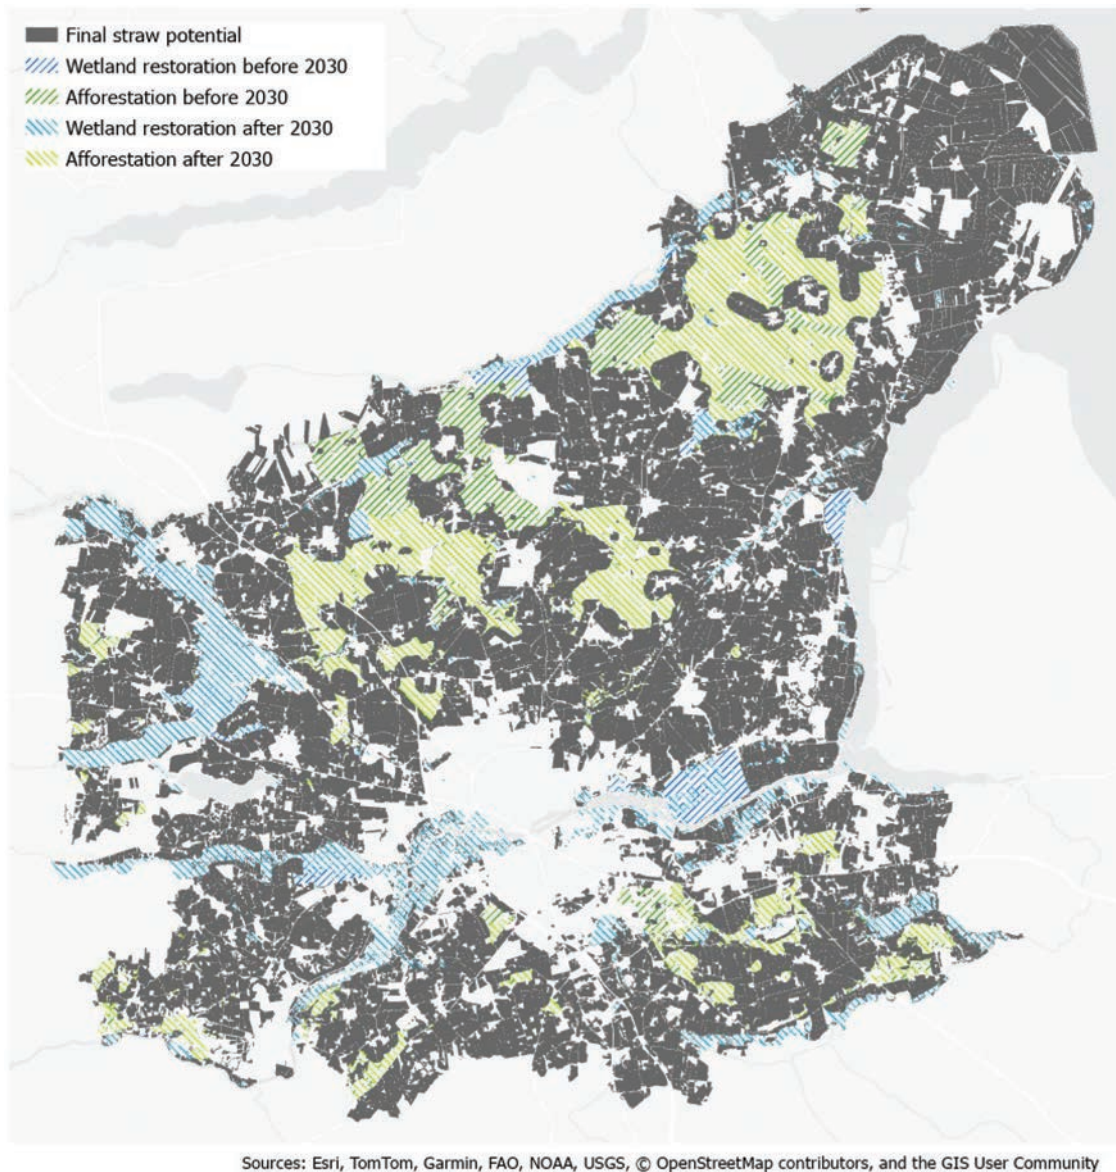 Final straw potential
Wetland restoration before 2030
Afforestation before 2030
Wetland restoration after 2030
Afforestation after 2030
Sources: Esri, TomTom, Garmin, FAO, NOAA, USGS, © OpenStreetMap contributors, and the GIS User Community